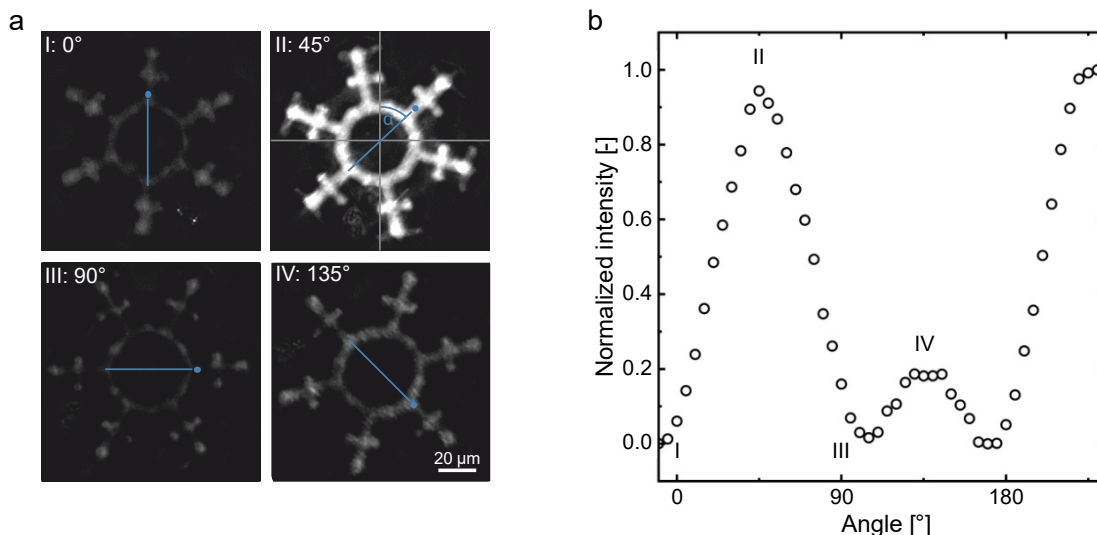 a
I: 0°
II: 45°
α
III: 90°
IV: 135°
20 μm
b
Normalized intensity [-]
1.0
0.8
0.6
0.4
0.2
0.0
I
II
III
IV
0
90
180
Angle [°]